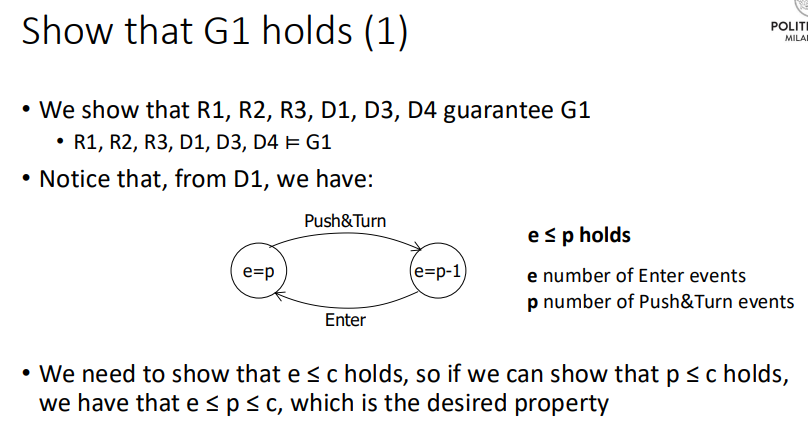 Show that G1 holds (1)
POLIT
MILA
• We show that R1, R2, R3, D1, D3, D4 guarantee G1
• R1, R2, R3, D1, D3, D4 ⊨ G1
• Notice that, from D1, we have:
Push&Turn
e=p
e=p-1
Enter
e ≤ p holds
e number of Enter events
p number of Push&Turn events
• We need to show that e ≤ c holds, so if we can show that p ≤ c holds,
we have that e ≤ p ≤ c, which is the desired property